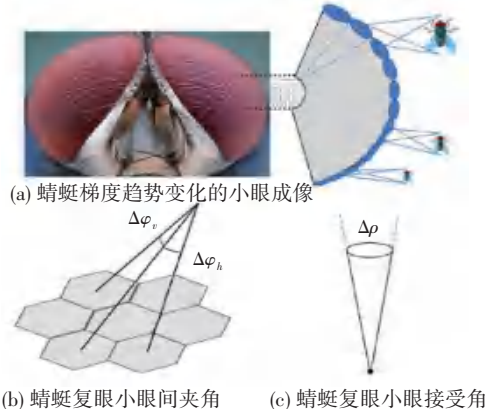 (a) 蜻蜓梯度趋势变化的小眼成像
Δφv
Δφh
Δρ
(b) 蜻蜓复眼小眼间夹角
(c) 蜻蜓复眼小眼接受角